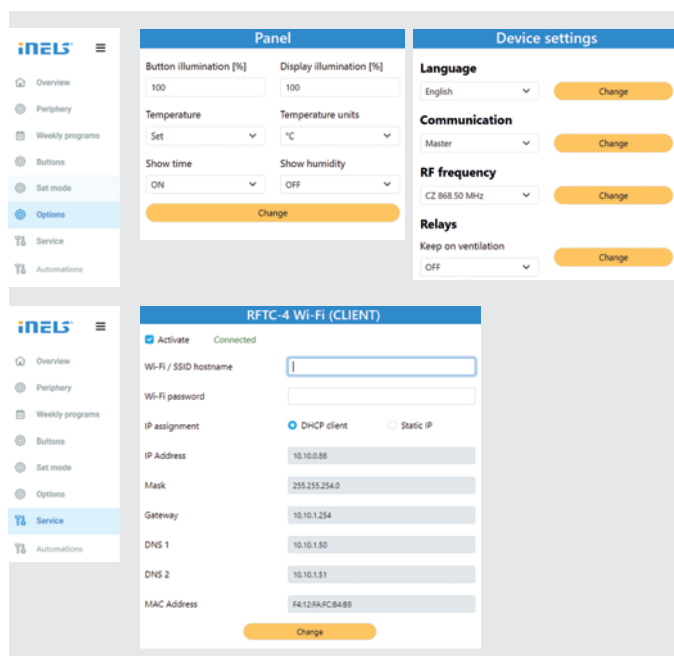 iNELS
Overview
Periphery
Weekly programs
Buttons
Set mode
Options
Service
Automations
Panel
Button illumination [%] Display illumination [%]
100 100
Temperature Temperature units
Set °C
Show time Show humidity
ON OFF
Change
Device settings
Language
English Change
Communication
Master Change
RF frequency
CZ 868.50 MHz Change
Relays
Keep on ventilation
OFF Change
iNELS
Overview
Periphery
Weekly programs
Buttons
Set mode
Options
Service
Automations
RFTC-4 Wi-Fi (CLIENT)
Activate Connected
Wi-Fi / SSID hostname
Wi-Fi password
IP assignment DHCP client Static IP
IP Address 10.10.0.88
Mask 255.255.254.0
Gateway 10.10.1.254
DNS 1 10.10.1.50
DNS 2 10.10.1.51
MAC Address F4:12:FA:FC:84:B8
Change